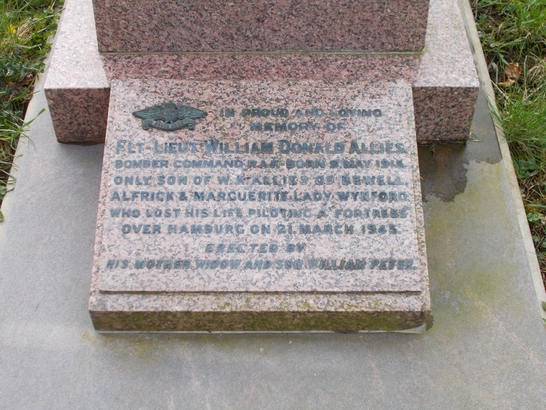 IN PROUD AND LOVING
MEMORY OF
FLT-LIEUT WILLIAM DONALD ALLIES,
BOMBER COMMAND R.A.F. BORN 9 MAY 1914
ONLY SON OF W.A. ALLIES, OF SEWELL,
ALFRICK & MARGUERITE LADY WYNFORD,
WHO LOST HIS LIFE PILOTING A FORTRESS
OVER HAMBURG ON 21 MARCH 1945.
ERECTED BY
HIS MOTHER WIDOW AND SON WILLIAM PETER.